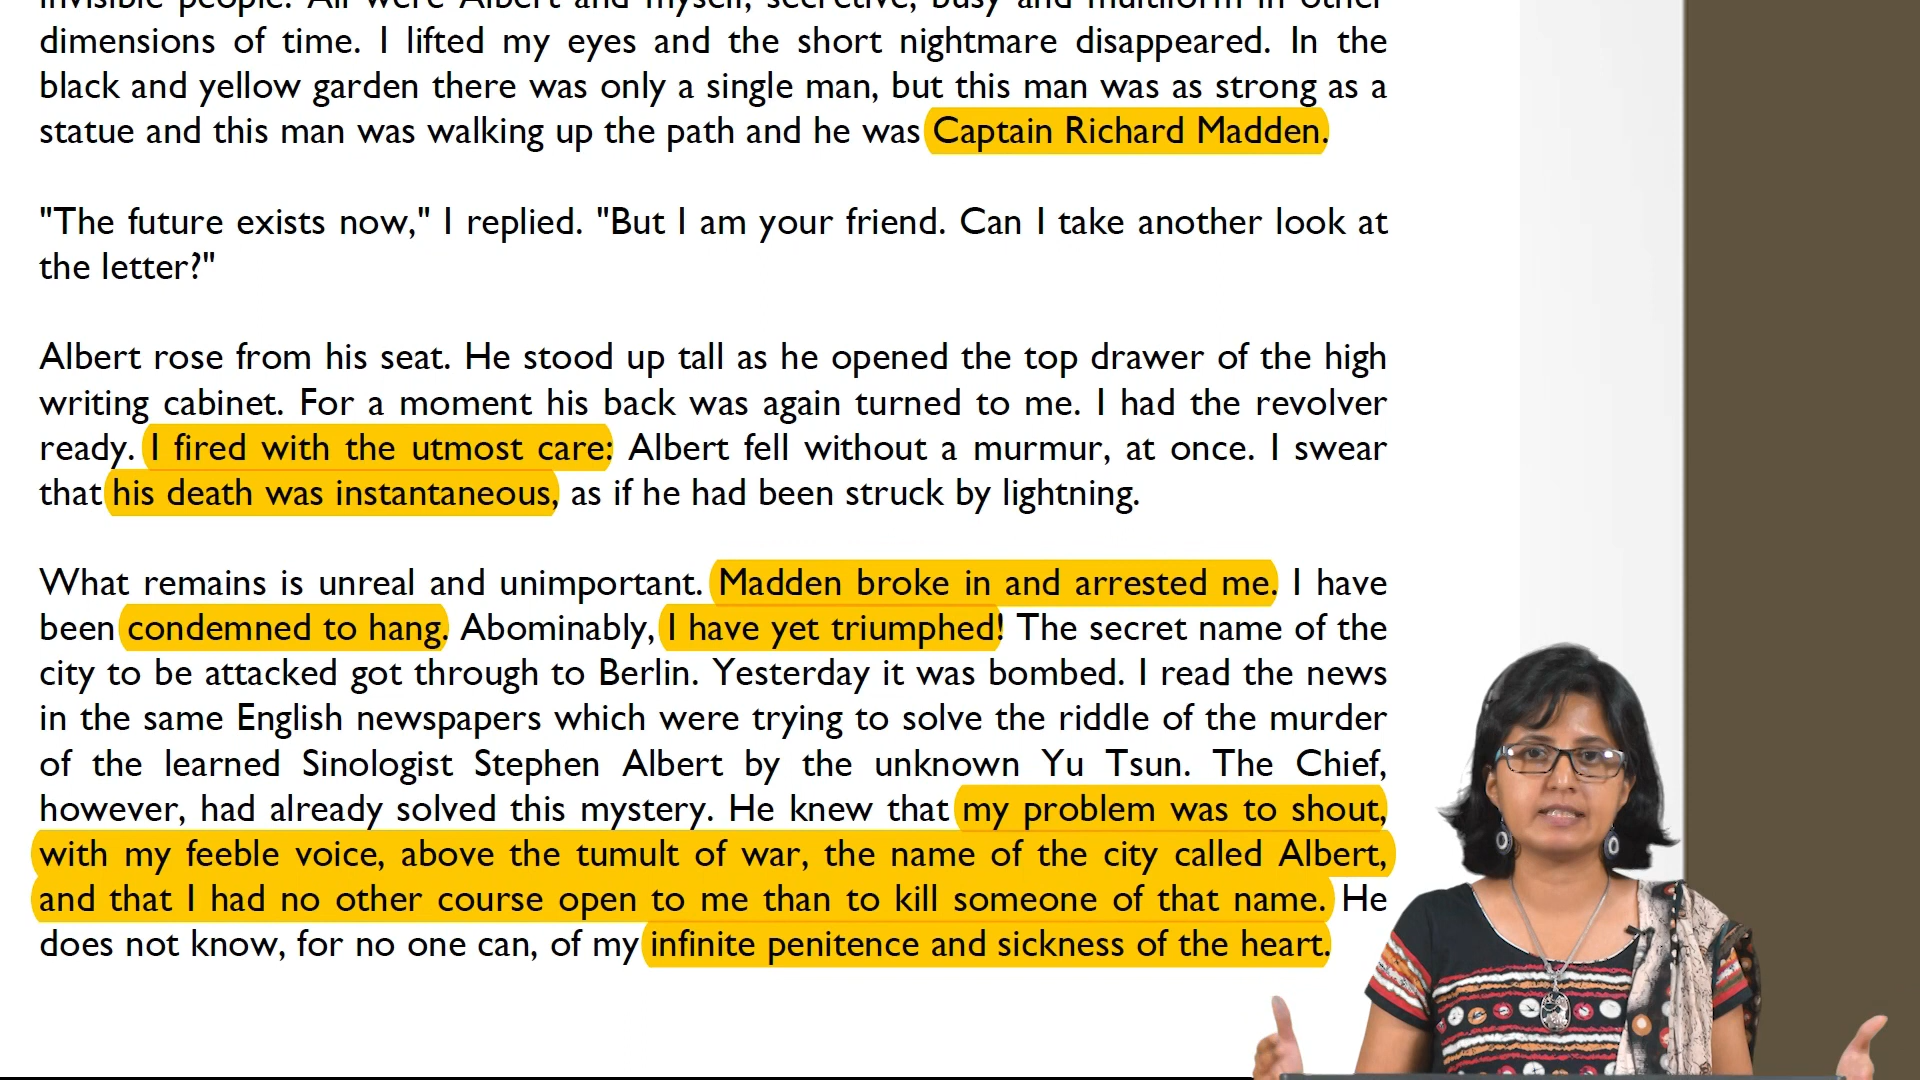 invisible people. All were Albert and myself, secretive, busy and multiform in other
dimensions of time. I lifted my eyes and the short nightmare disappeared. In the
black and yellow garden there was only a single man, but this man was as strong as a
statue and this man was walking up the path and he was Captain Richard Madden.
"The future exists now," I replied. "But I am your friend. Can I take another look at
the letter?"
Albert rose from his seat. He stood up tall as he opened the top drawer of the high
writing cabinet. For a moment his back was again turned to me. I had the revolver
ready. I fired with the utmost care: Albert fell without a murmur, at once. I swear
that his death was instantaneous, as if he had been struck by lightning.
What remains is unreal and unimportant. Madden broke in and arrested me. I have
been condemned to hang. Abominably, I have yet triumphed! The secret name of the
city to be attacked got through to Berlin. Yesterday it was bombed. I read the news
in the same English newspapers which were trying to solve the riddle of the murder
of the learned Sinologist Stephen Albert by the unknown Yu Tsun. The Chief,
however, had already solved this mystery. He knew that my problem was to shout,
with my feeble voice, above the tumult of war, the name of the city called Albert,
and that I had no other course open to me than to kill someone of that name. He
does not know, for no one can, of my infinite penitence and sickness of the heart.